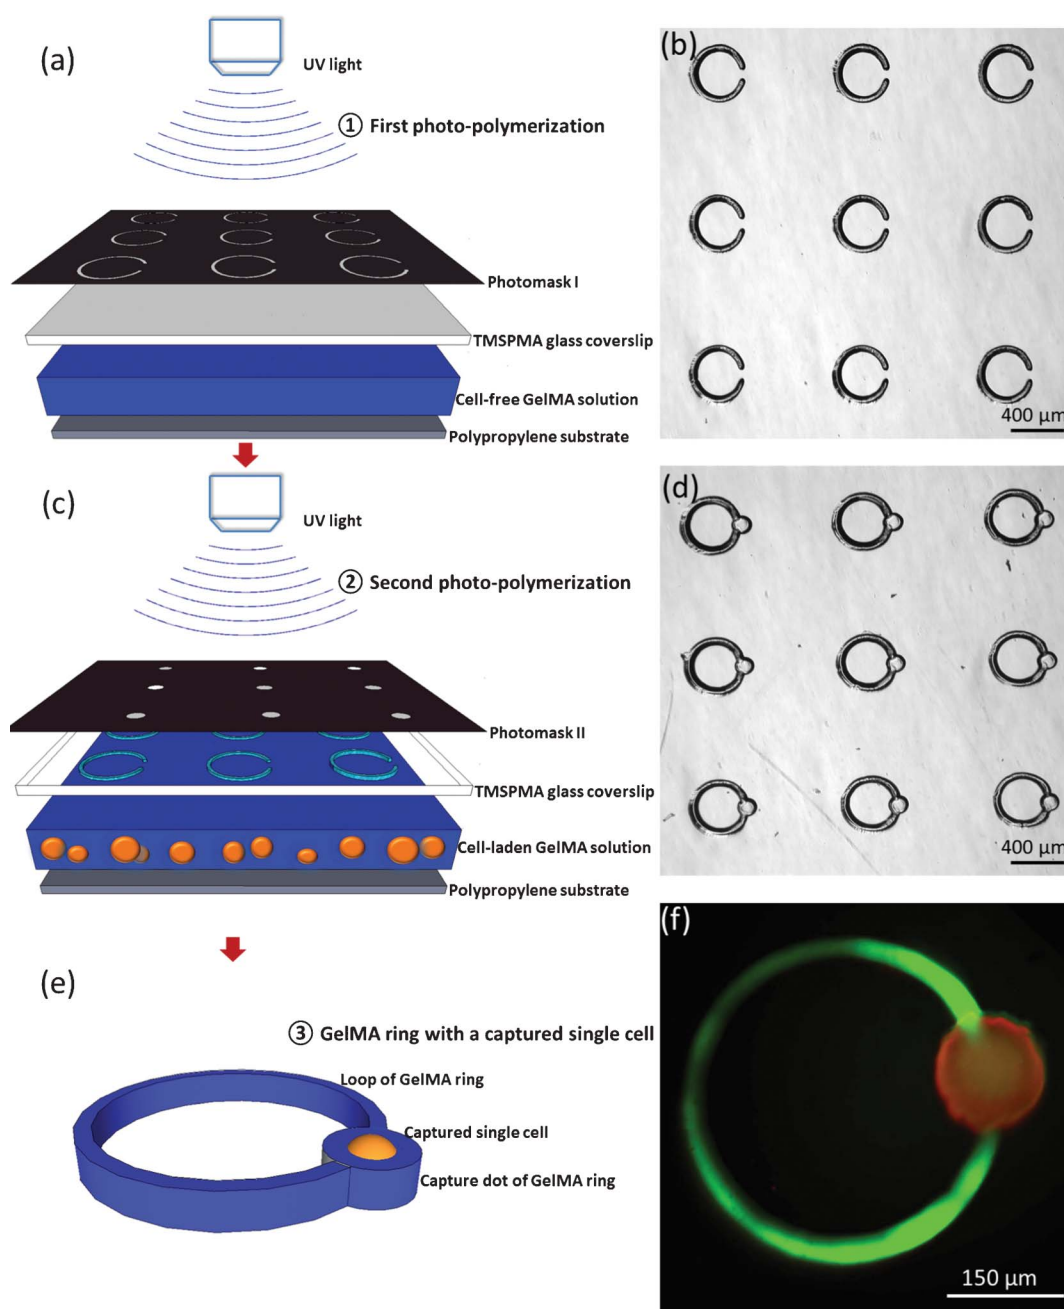 (a)
UV light
① First photo-polymerization
Photomask I
TMSPMA glass coverslip
Cell-free GelMA solution
Polypropylene substrate
(b)
400 µm
(c)
UV light
② Second photo-polymerization
Photomask II
TMSPMA glass coverslip
Cell-laden GelMA solution
Polypropylene substrate
(d)
400 µm
(e)
③ GelMA ring with a captured single cell
Loop of GelMA ring
Captured single cell
Capture dot of GelMA ring
(f)
150 µm